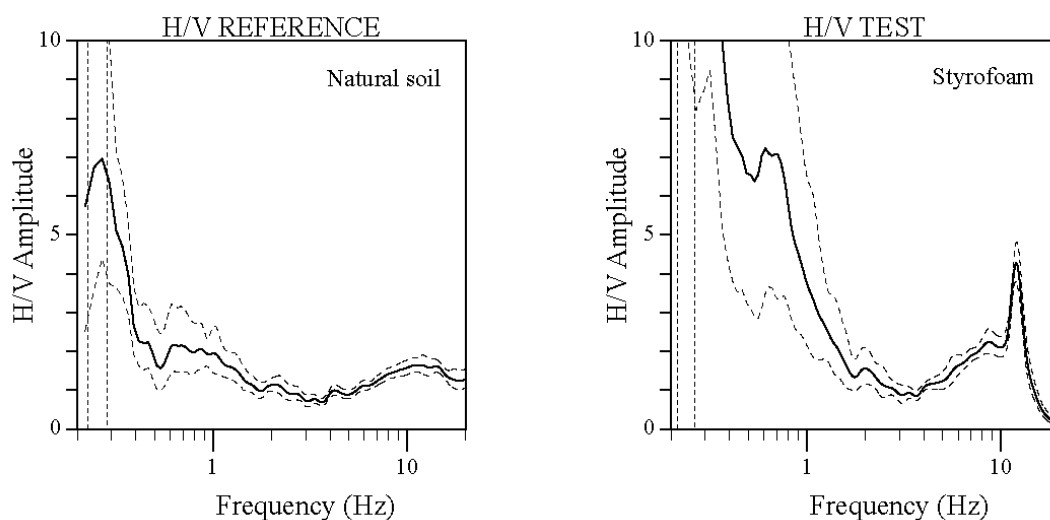 H/V REFERENCE
Natural soil
10
5
0
H/V Amplitude
1
10
Frequency (Hz)
H/V TEST
Styrofoam
10
5
0
H/V Amplitude
1
10
Frequency (Hz)